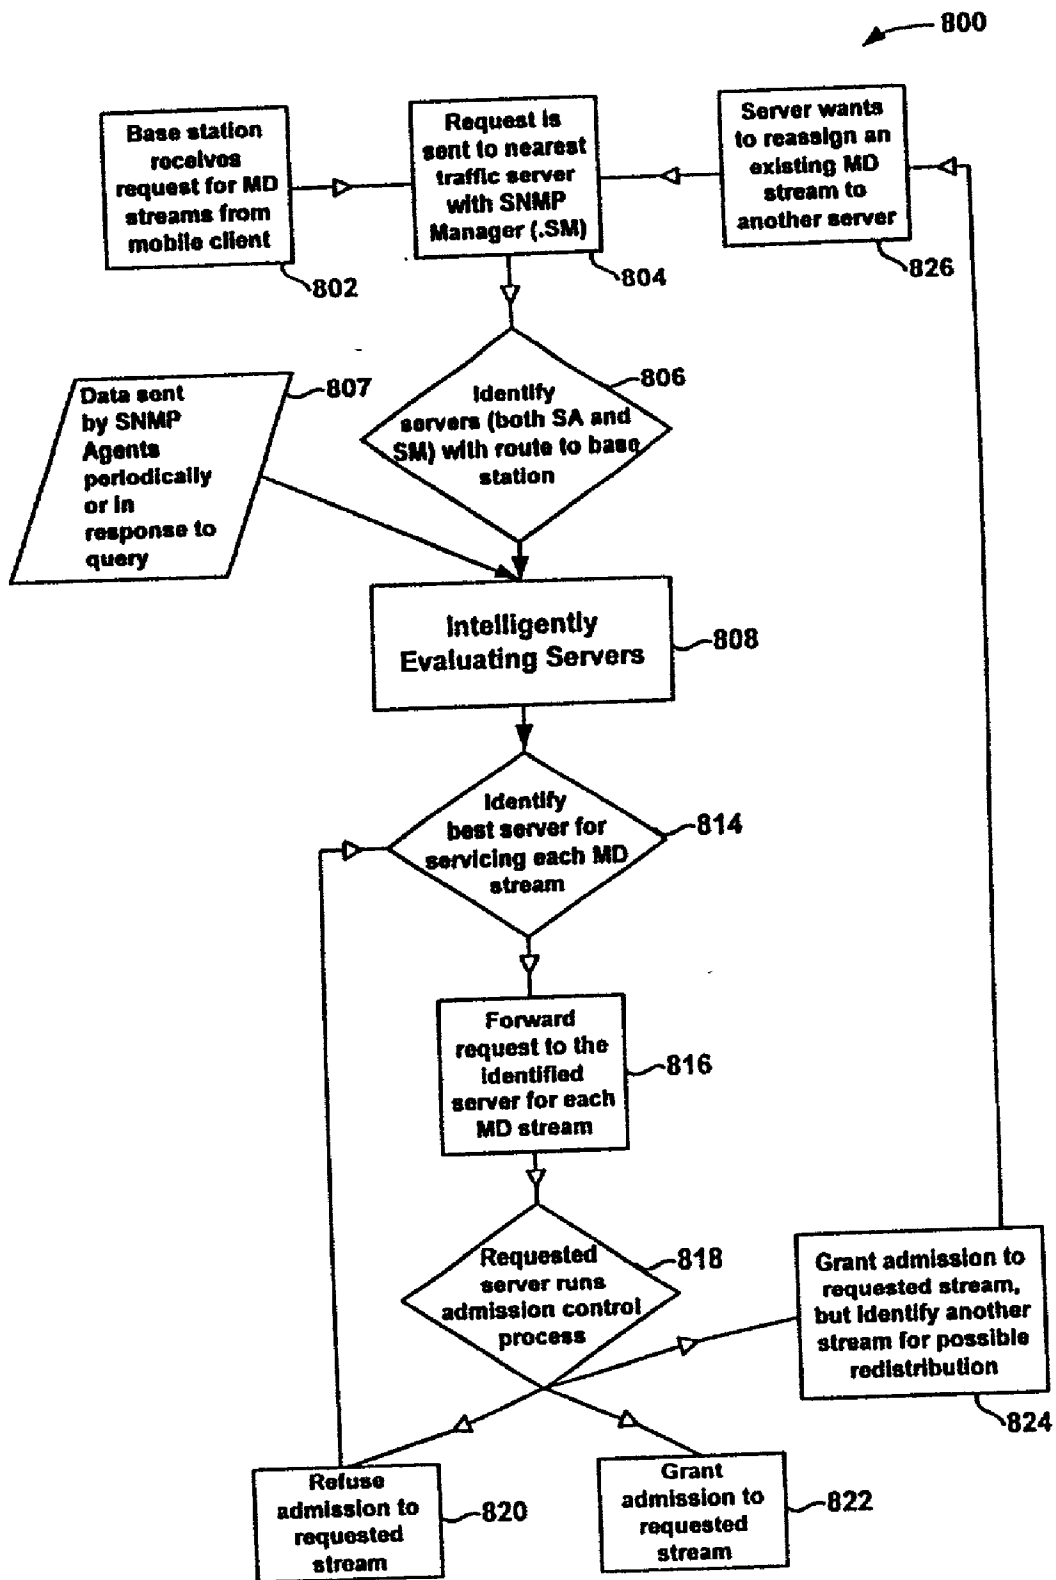 800
Base station
receives
request for MD
streams from
mobile client
802
Request is
sent to nearest
traffic server
with SNMP
Manager (.SM)
804
Server wants
to reassign an
existing MD
stream to
another server
826
Data sent
by SNMP
Agents
periodically
or in
response to
query
807
Identify
servers (both SA and
SM) with route to base
station
806
Intelligently
Evaluating Servers
808
Identify
best server for
servicing each MD
stream
814
Forward
request to the
identified
server for each
MD stream
816
Requested
server runs
admission control
process
818
Grant admission to
requested stream,
but identify another
stream for possible
redistribution
824
Refuse
admission to
requested
stream
820
Grant
admission to
requested
stream
822